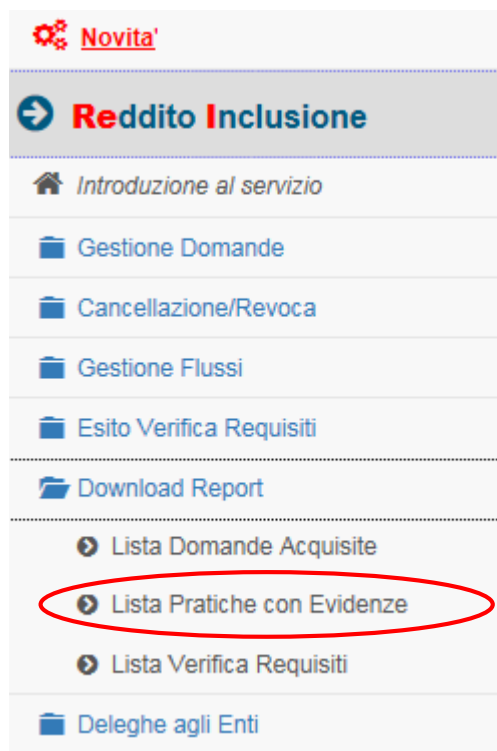 Novita'
Reddito Inclusione
Introduzione al servizio
Gestione Domande
Cancellazione/Revoca
Gestione Flussi
Esito Verifica Requisiti
Download Report
Lista Domande Acquisite
Lista Pratiche con Evidenze
Lista Verifica Requisiti
Deleghe agli Enti